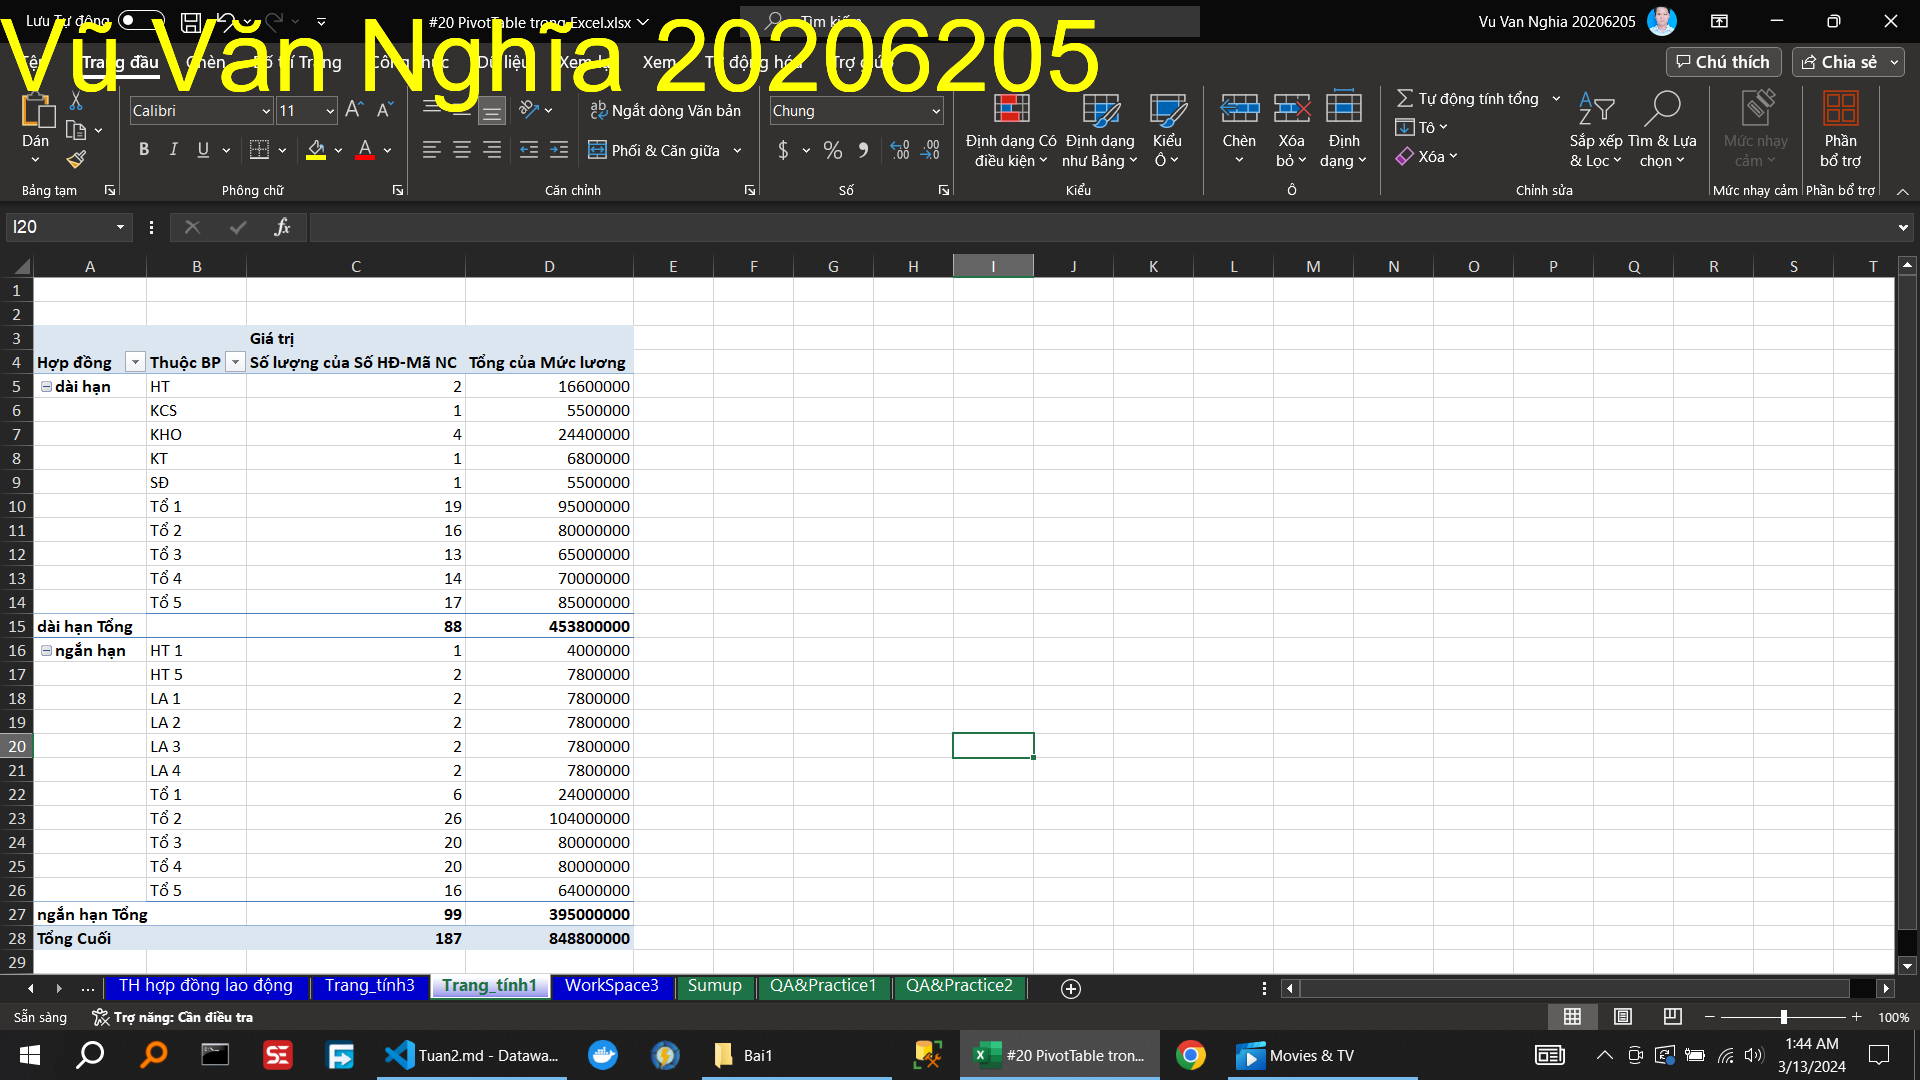 Lưu Tự động
#20 PivotTable trong Excel.xlsx
Tìm kiếm
Vu Van Nghia 20206205
Vũ Văn Nghĩa 20206205
Trang đầu
Chèn
Bố trí Trang
Công thức
Dữ liệu
Xem lại
Xem
Tự động hóa
Trợ giúp
Chú thích
Chia sẻ
Dán
Calibri
11
B I U
Ngắt dòng Văn bản
Phối & Căn giữa
Chung
$ %
Định dạng Có điều kiện
Định dạng như Bảng
Kiểu Ô
Chèn
Xóa bỏ
Định dạng
Tự động tính tổng
Tô
Xóa
Sắp xếp & Lọc
Tìm & Lựa chọn
Mức nhạy cảm
Phần bổ trợ
Bảng tạm
Phông chữ
Căn chỉnh
Số
Kiểu
Ô
Chỉnh sửa
Mức nhạy cảm
Phần bổ trợ
I20
fx
A B C D E F G H I J K L M N O P Q R S T
1
2
3 Giá trị
4 Hợp đồng Thuộc BP Số lượng của Số HĐ-Mã NC Tổng của Mức lương
5 dài hạn HT 2 16600000
6 KCS 1 5500000
7 KHO 4 24400000
8 KT 1 6800000
9 SĐ 1 5500000
10 Tổ 1 19 95000000
11 Tổ 2 16 80000000
12 Tổ 3 13 65000000
13 Tổ 4 14 70000000
14 Tổ 5 17 85000000
15 dài hạn Tổng 88 453800000
16 ngắn hạn HT 1 1 4000000
17 HT 5 2 7800000
18 LA 1 2 7800000
19 LA 2 2 7800000
20 LA 3 2 7800000
21 LA 4 2 7800000
22 Tổ 1 6 24000000
23 Tổ 2 26 104000000
24 Tổ 3 20 80000000
25 Tổ 4 20 80000000
26 Tổ 5 16 64000000
27 ngắn hạn Tổng 99 395000000
28 Tổng Cuối 187 848800000
29
... TH hợp đồng lao động Trang_tính3 Trang_tính1 WorkSpace3 Sumup QA&Practice1 QA&Practice2
Sẵn sàng
Trợ năng: Cần điều tra
100%
Tuan2.md - Datawa...
Bai1
#20 PivotTable tron...
Movies & TV
1:44 AM
3/13/2024